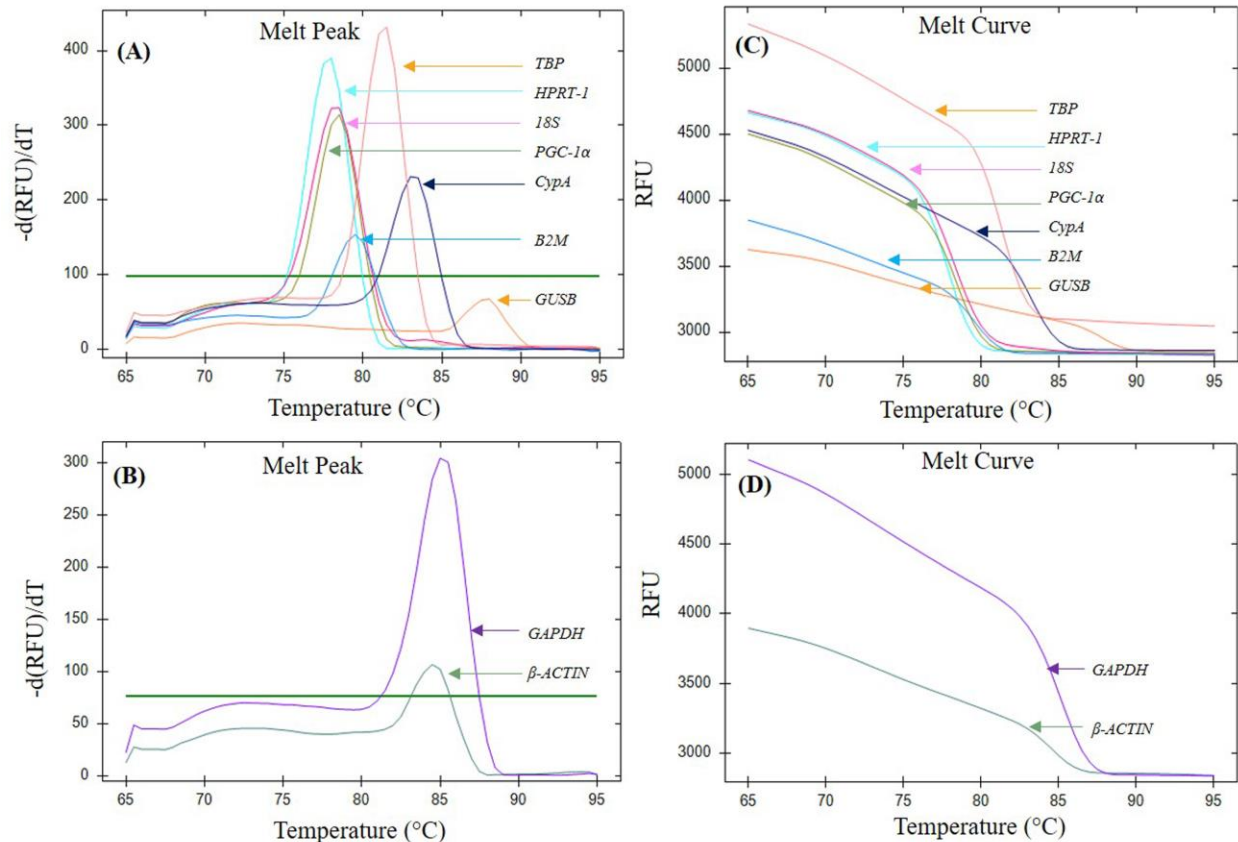 (A)
Melt Peak
-d(RFU)/dT
400
300
200
100
0
TBP
HPRT-1
18S
PGC-1α
CypA
B2M
GUSB
65 70 75 80 85 90 95
Temperature (°C)
(C)
Melt Curve
RFU
5000
4500
4000
3500
3000
TBP
HPRT-1
18S
PGC-1α
CypA
B2M
GUSB
65 70 75 80 85 90 95
Temperature (°C)
(B)
Melt Peak
-d(RFU)/dT
300
250
200
150
100
50
0
GAPDH
β-ACTIN
65 70 75 80 85 90 95
Temperature (°C)
(D)
Melt Curve
RFU
5000
4500
4000
3500
3000
GAPDH
β-ACTIN
65 70 75 80 85 90 95
Temperature (°C)